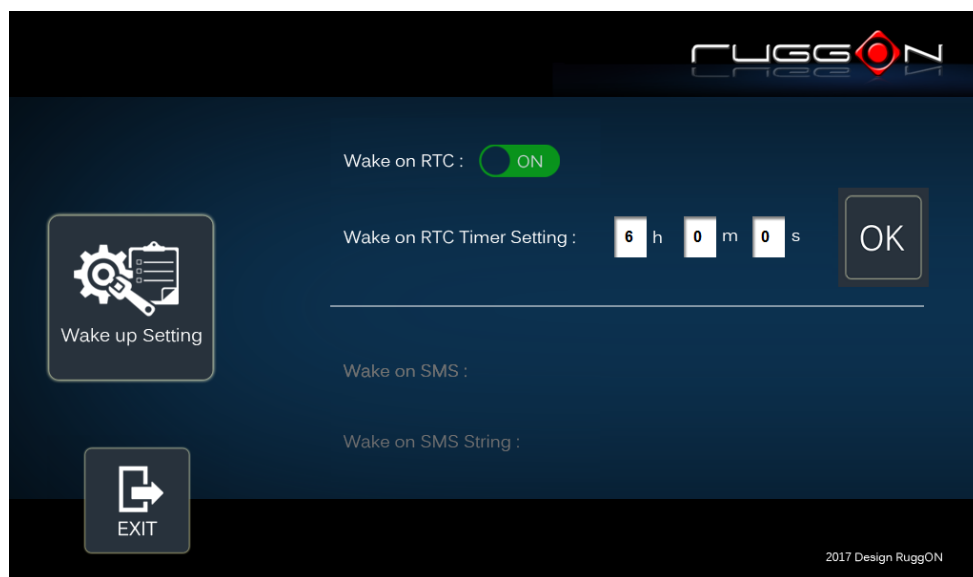 RUGGON
Wake on RTC : ON
Wake on RTC Timer Setting : 6 h 0 m 0 s OK
Wake up Setting
Wake on SMS :
Wake on SMS String :
EXIT
2017 Design RuggON